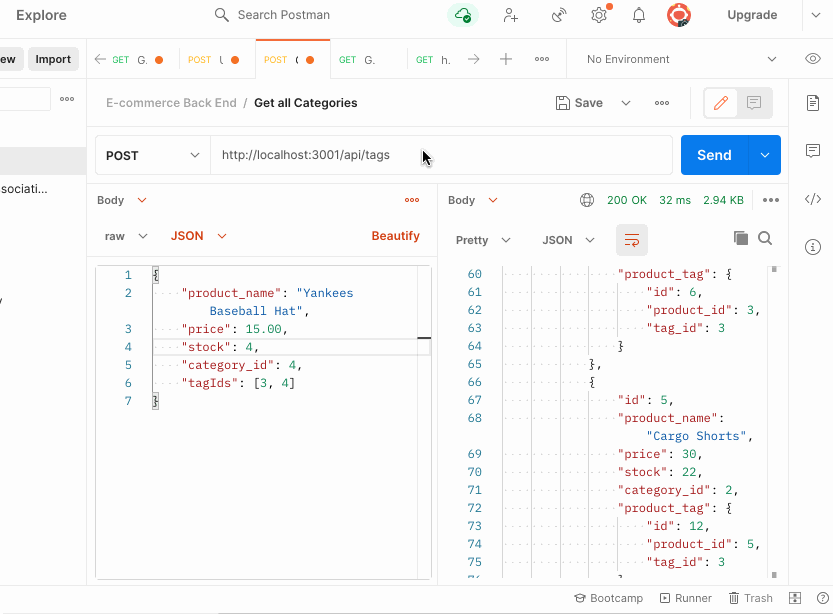 Explore
Search Postman
Upgrade
ew
Import
GET G.
POST
POST
GET G.
GET h.
No Environment
E-commerce Back End / Get all Categories
Save
POST
http://localhost:3001/api/tags
Send
Body
Body
200 OK 32 ms 2.94 KB
raw
JSON
Beautify
Pretty
JSON
ssociati...
1 {
2 "product_name": "Yankees
Baseball Hat",
3 "price": 15.00,
4 "stock": 4,
5 "category_id": 4,
6 "tagIds": [3, 4]
7 }
60 "product_tag": {
61 "id": 6,
62 "product_id": 3,
63 "tag_id": 3
64 }
65 },
66 {
67 "id": 5,
68 "product_name":
"Cargo Shorts",
69 "price": 30,
70 "stock": 22,
71 "category_id": 2,
72 "product_tag": {
73 "id": 12,
74 "product_id": 5,
75 "tag_id": 3
Bootcamp
Runner
Trash